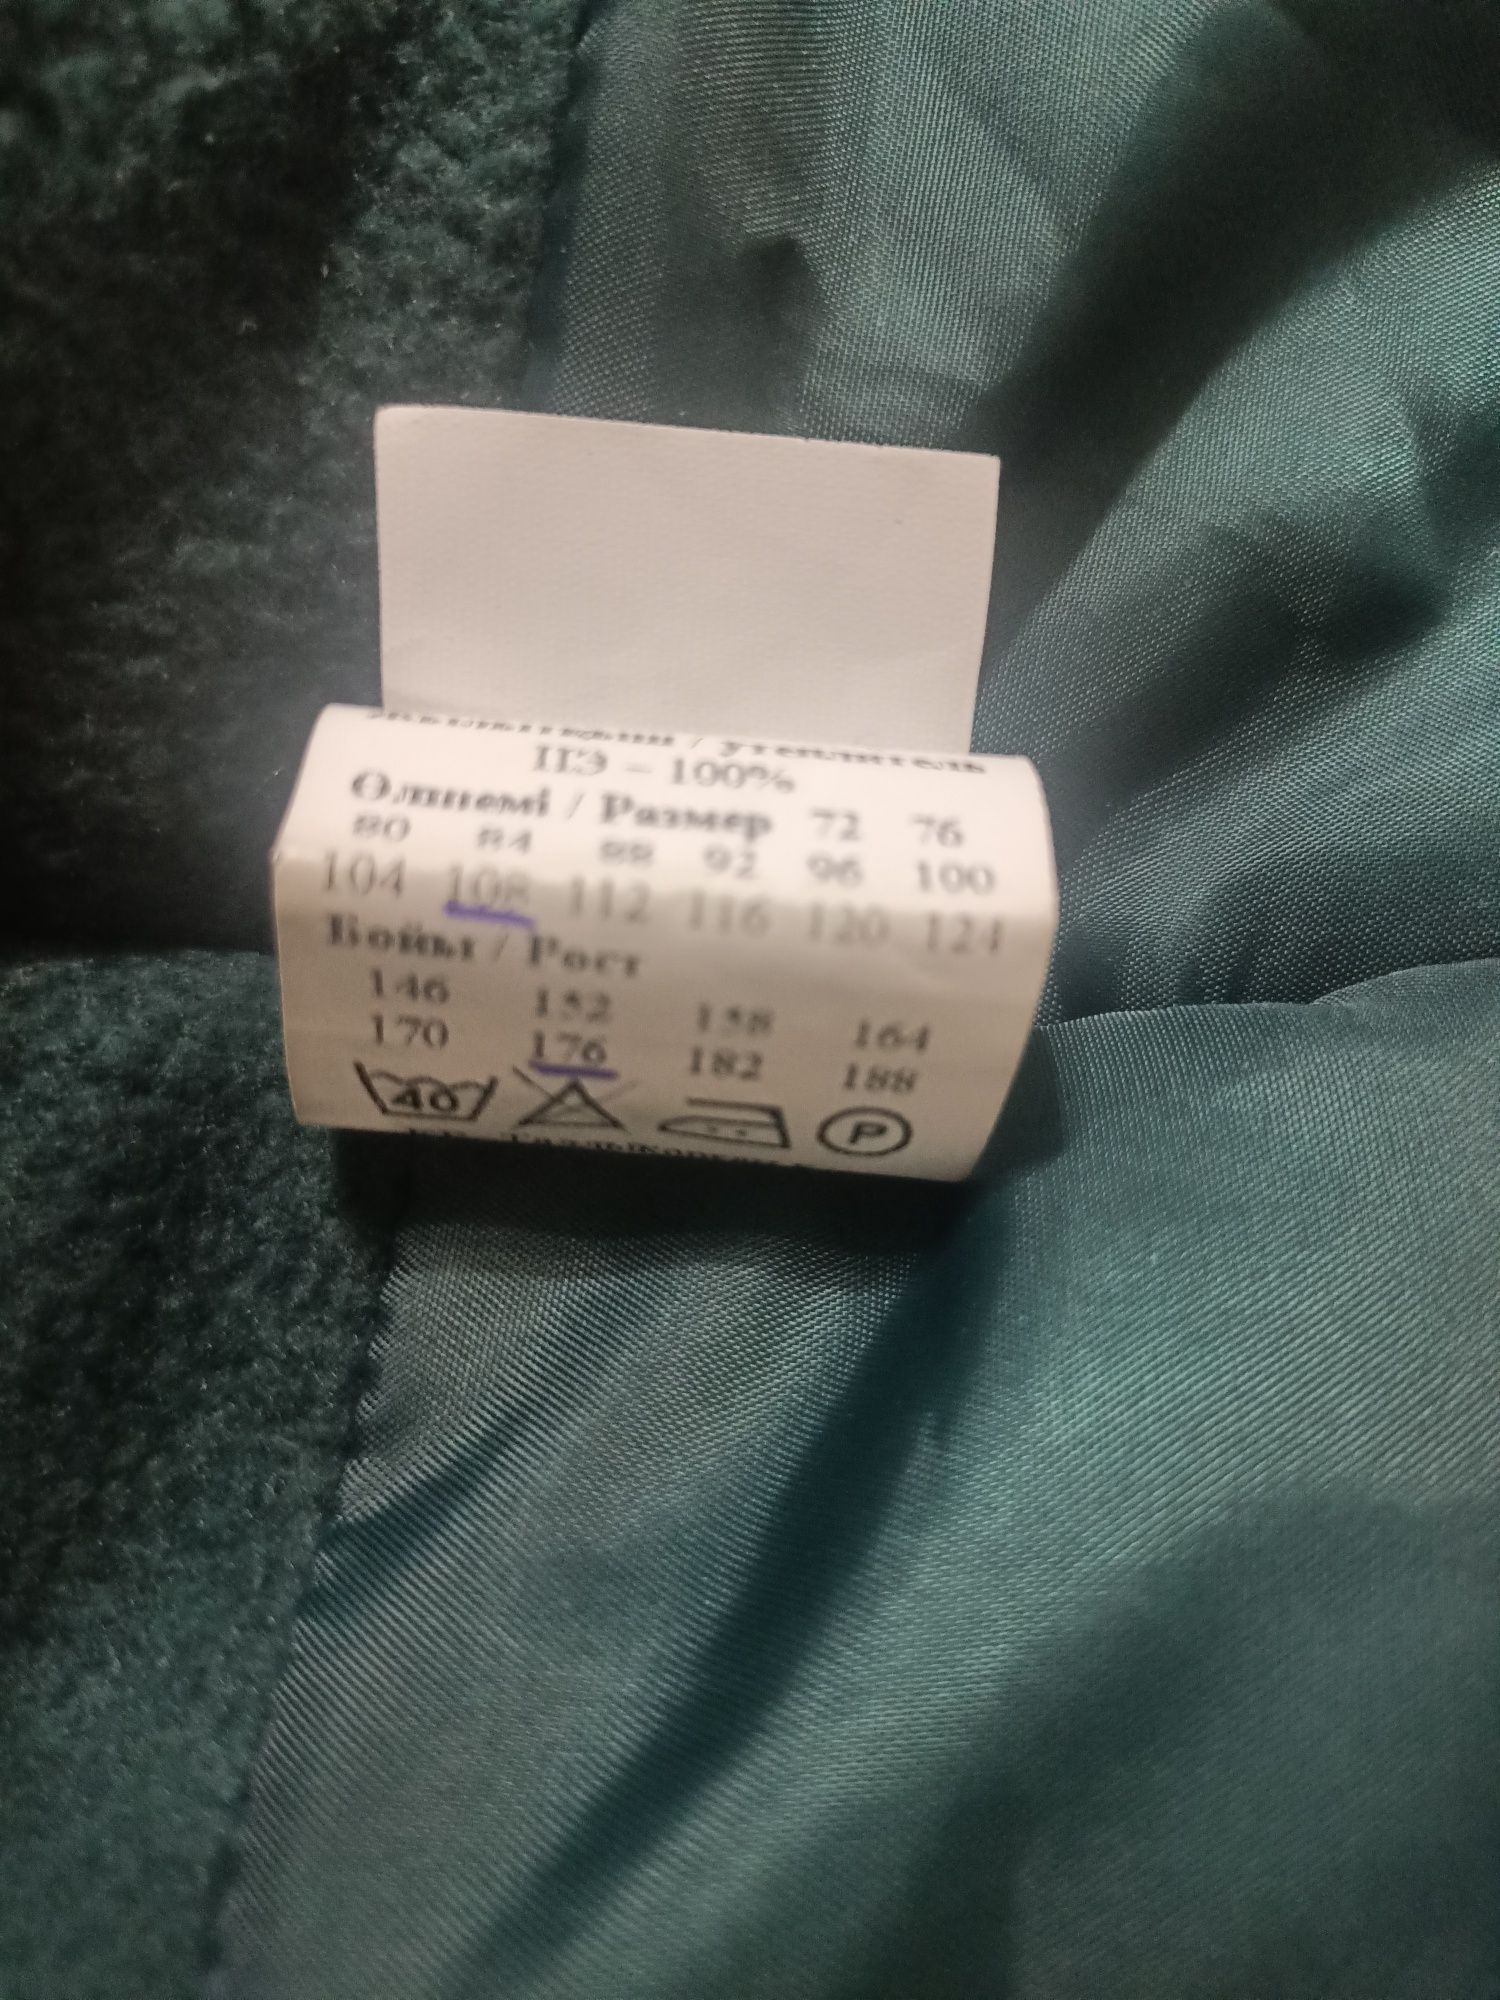 / утеплитель
ПЭ – 100%
Өлшемі / Размер 72 76
80 84 88 92 96 100
104 108 112 116 120 124
Бойы / Рост
146 152 158 164
170 176 182 188
40 P